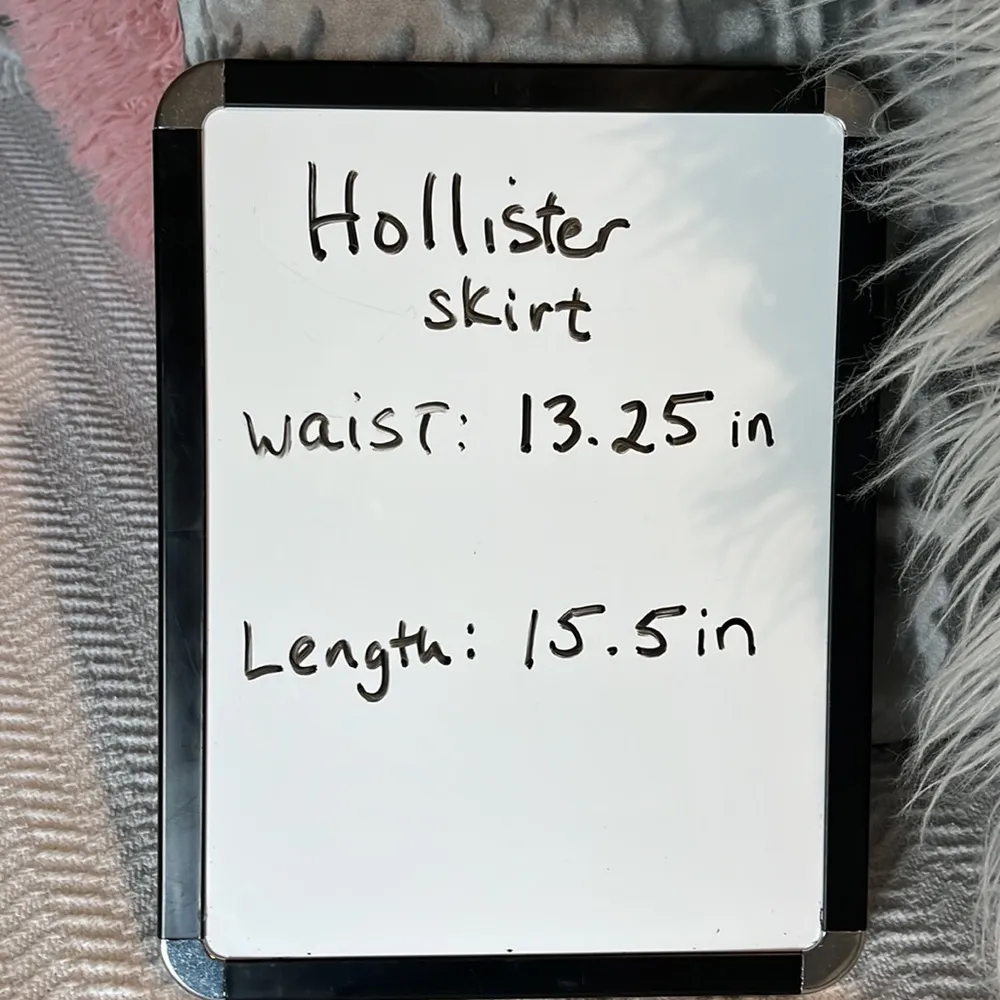 Hollister
skirt
Waist: 13.25 in
Length: 15.5 in